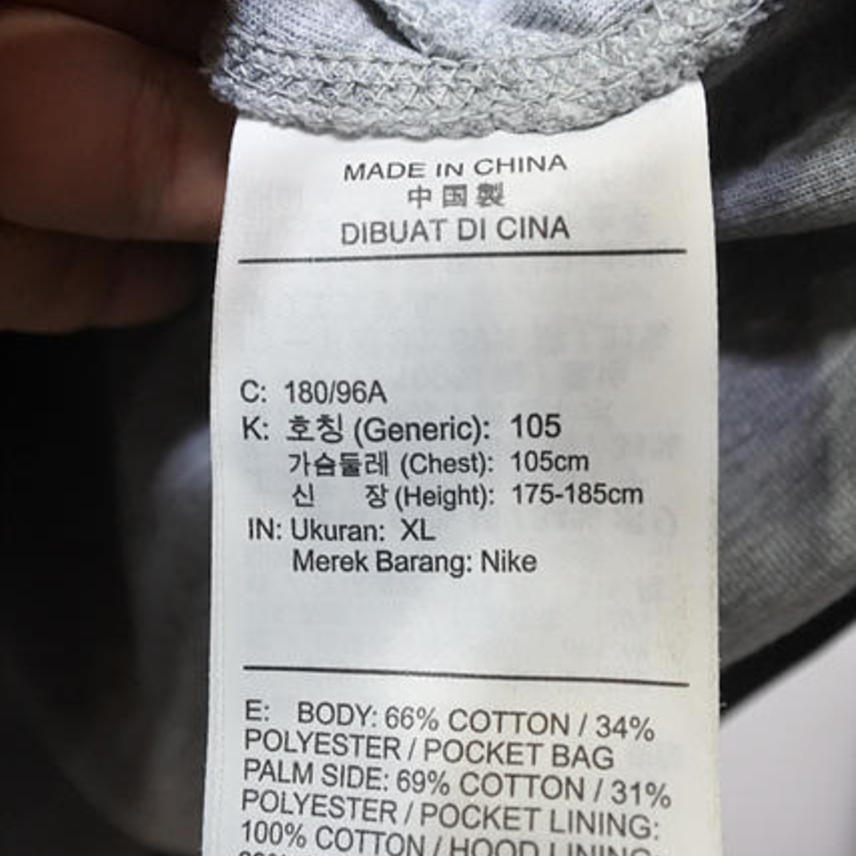 MADE IN CHINA
中国製
DIBUAT DI CINA
C: 180/96A
K: 호칭 (Generic): 105
가슴둘레 (Chest): 105cm
신 장 (Height): 175-185cm
IN: Ukuran: XL
Merek Barang: Nike
E: BODY: 66% COTTON / 34%
POLYESTER / POCKET BAG
PALM SIDE: 69% COTTON / 31%
POLYESTER / POCKET LINING:
100% COTTON / HOOD LINING